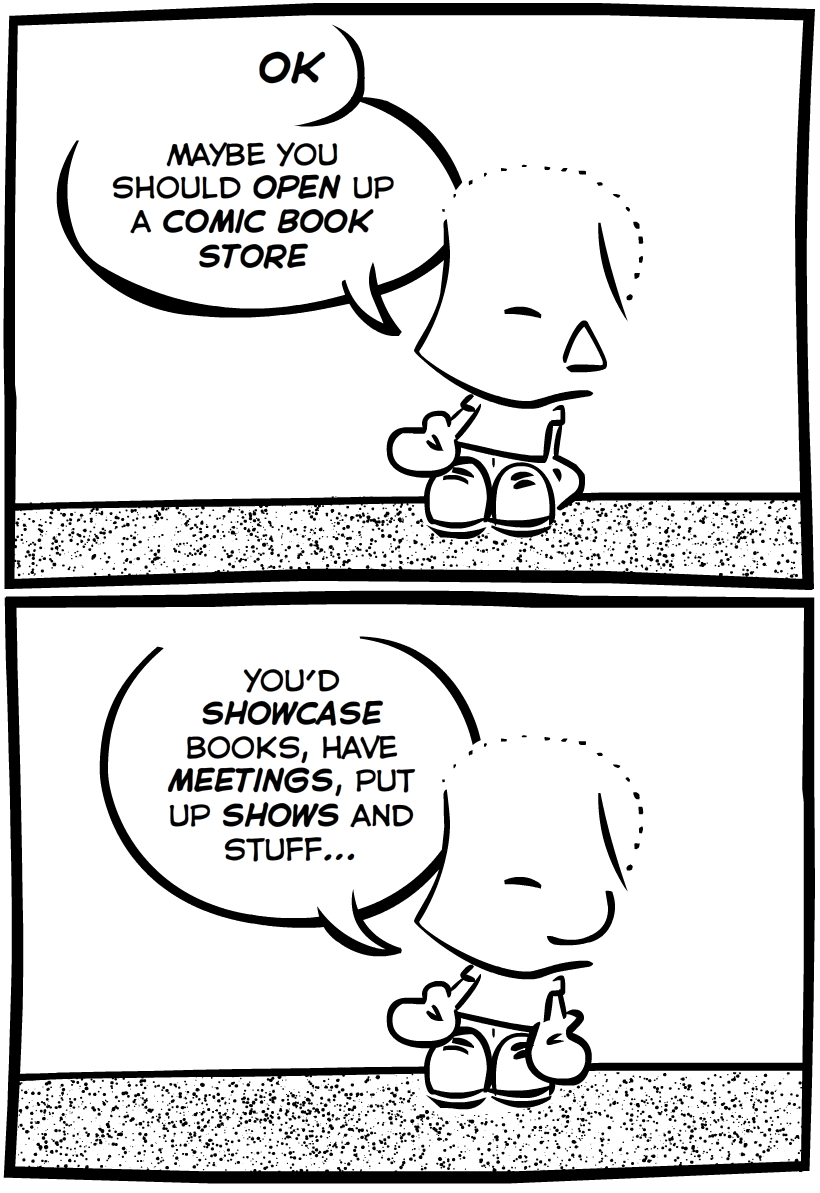 OK
MAYBE YOU
SHOULD OPEN UP
A COMIC BOOK
STORE
YOU'D
SHOWCASE
BOOKS, HAVE
MEETINGS, PUT
UP SHOWS AND
STUFF...